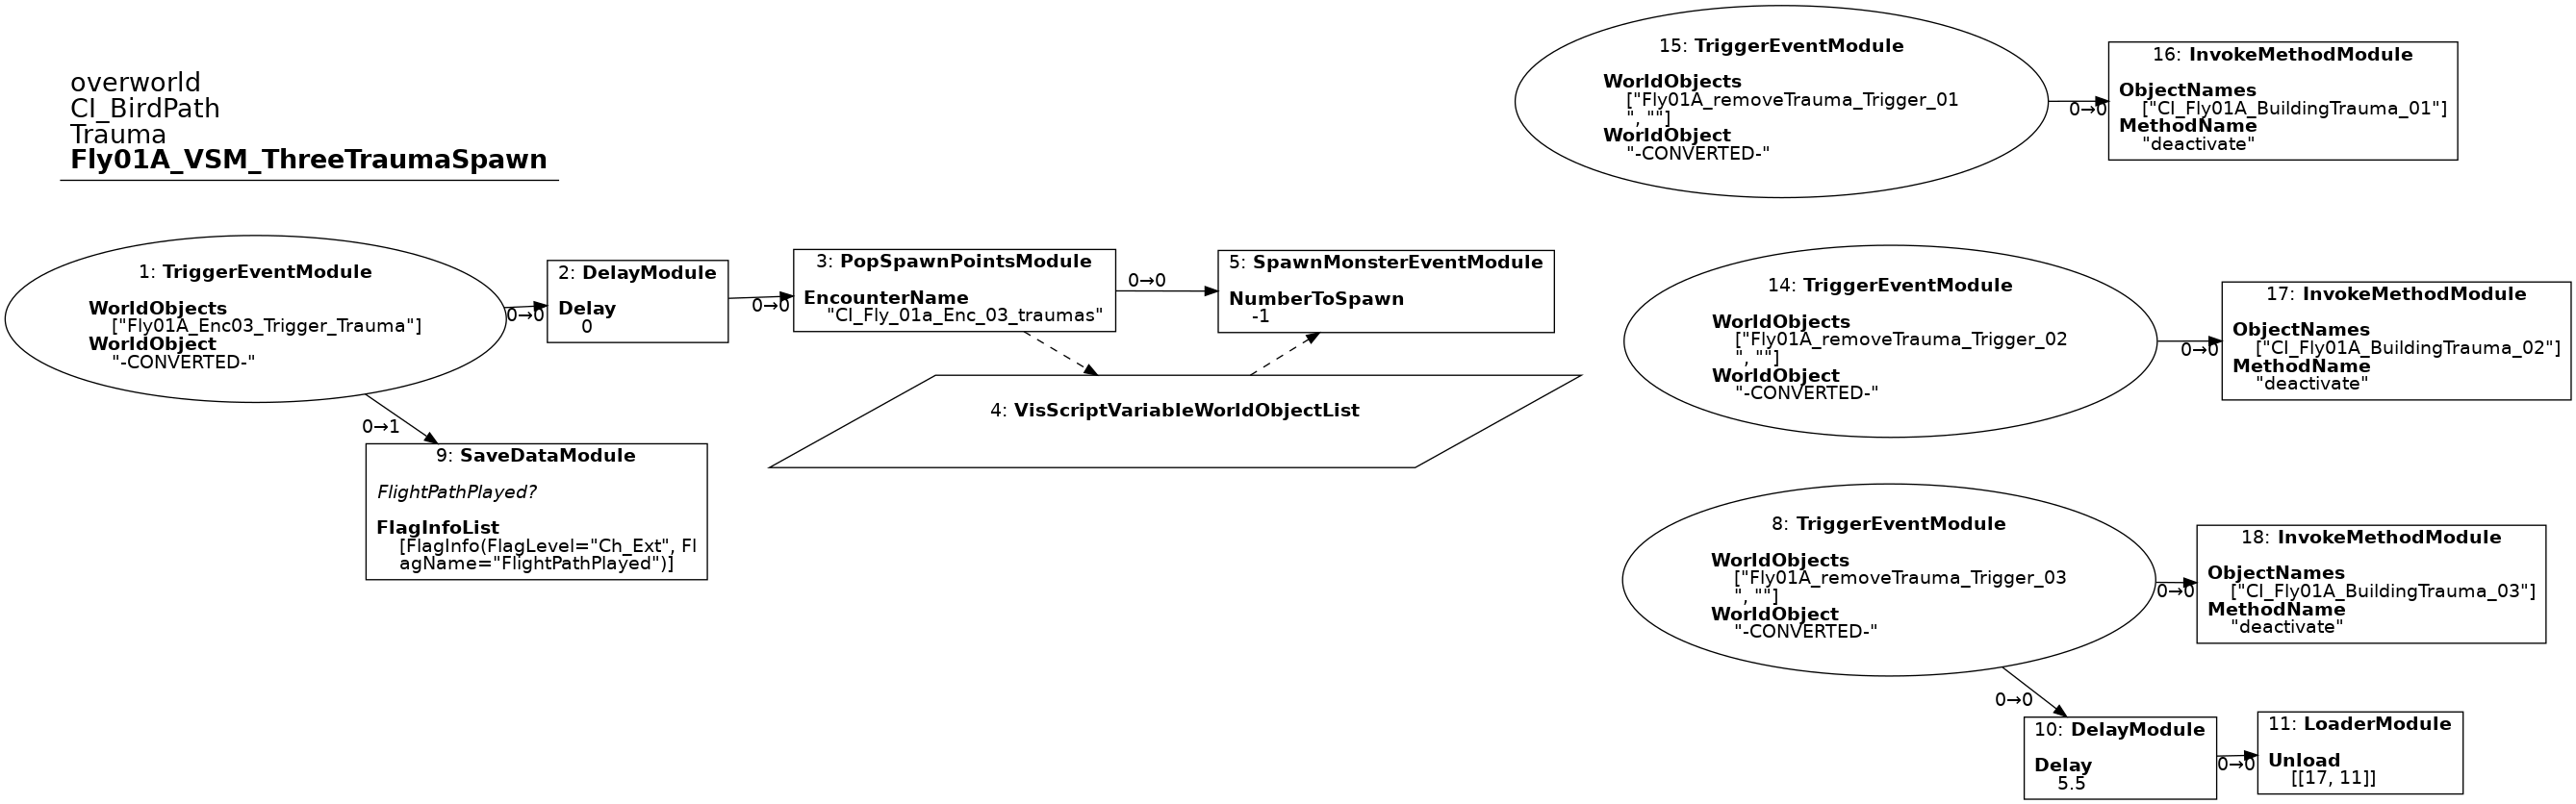 overworld
CI_BirdPath
Trauma
Fly01A_VSM_ThreeTraumaSpawn
1: TriggerEventModule
WorldObjects
["Fly01A_Enc03_Trigger_Trauma"]
WorldObject
"-CONVERTED-"
0→0
2: DelayModule
Delay
0
0→0
3: PopSpawnPointsModule
EncounterName
"CI_Fly_01a_Enc_03_traumas"
0→0
5: SpawnMonsterEventModule
NumberToSpawn
-1
4: VisScriptVariableWorldObjectList
0→1
9: SaveDataModule
FlightPathPlayed?
FlagInfoList
[FlagInfo(FlagLevel="Ch_Ext", Fl
agName="FlightPathPlayed")]
15: TriggerEventModule
WorldObjects
["Fly01A_removeTrauma_Trigger_01
", ""]
WorldObject
"-CONVERTED-"
0→0
16: InvokeMethodModule
ObjectNames
["CI_Fly01A_BuildingTrauma_01"]
MethodName
"deactivate"
14: TriggerEventModule
WorldObjects
["Fly01A_removeTrauma_Trigger_02
", ""]
WorldObject
"-CONVERTED-"
0→0
17: InvokeMethodModule
ObjectNames
["CI_Fly01A_BuildingTrauma_02"]
MethodName
"deactivate"
8: TriggerEventModule
WorldObjects
["Fly01A_removeTrauma_Trigger_03
", ""]
WorldObject
"-CONVERTED-"
0→0
18: InvokeMethodModule
ObjectNames
["CI_Fly01A_BuildingTrauma_03"]
MethodName
"deactivate"
0→0
10: DelayModule
Delay
5.5
0→0
11: LoaderModule
Unload
[[17, 11]]